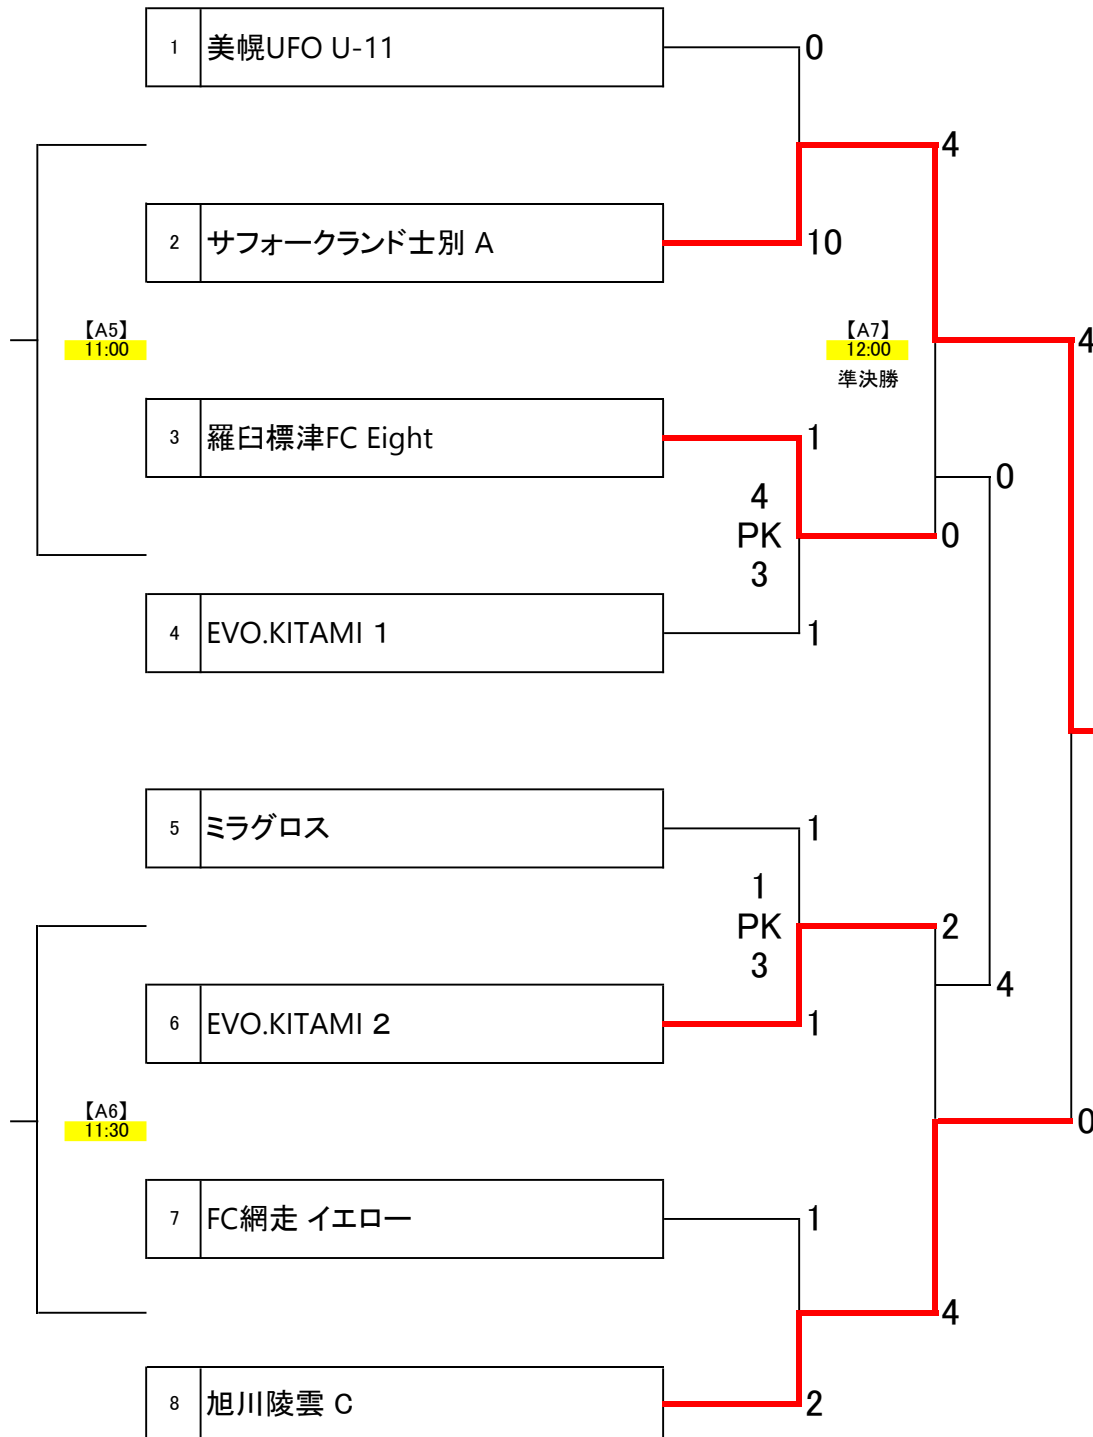 1 美幌UFO U-11 0
4
2 サフォークランド士別 A 10
【A5】
11:00
【A7】
12:00
準決勝
4
3 羅臼標津FC Eight 1
0
4
PK
3
0
4 EVO.KITAMI 1 1
5 ミラグロス 1
1
PK
3
2
4
6 EVO.KITAMI 2 1
【A6】
11:30
0
7 FC網走 イエロー 1
4
8 旭川陵雲 C 2